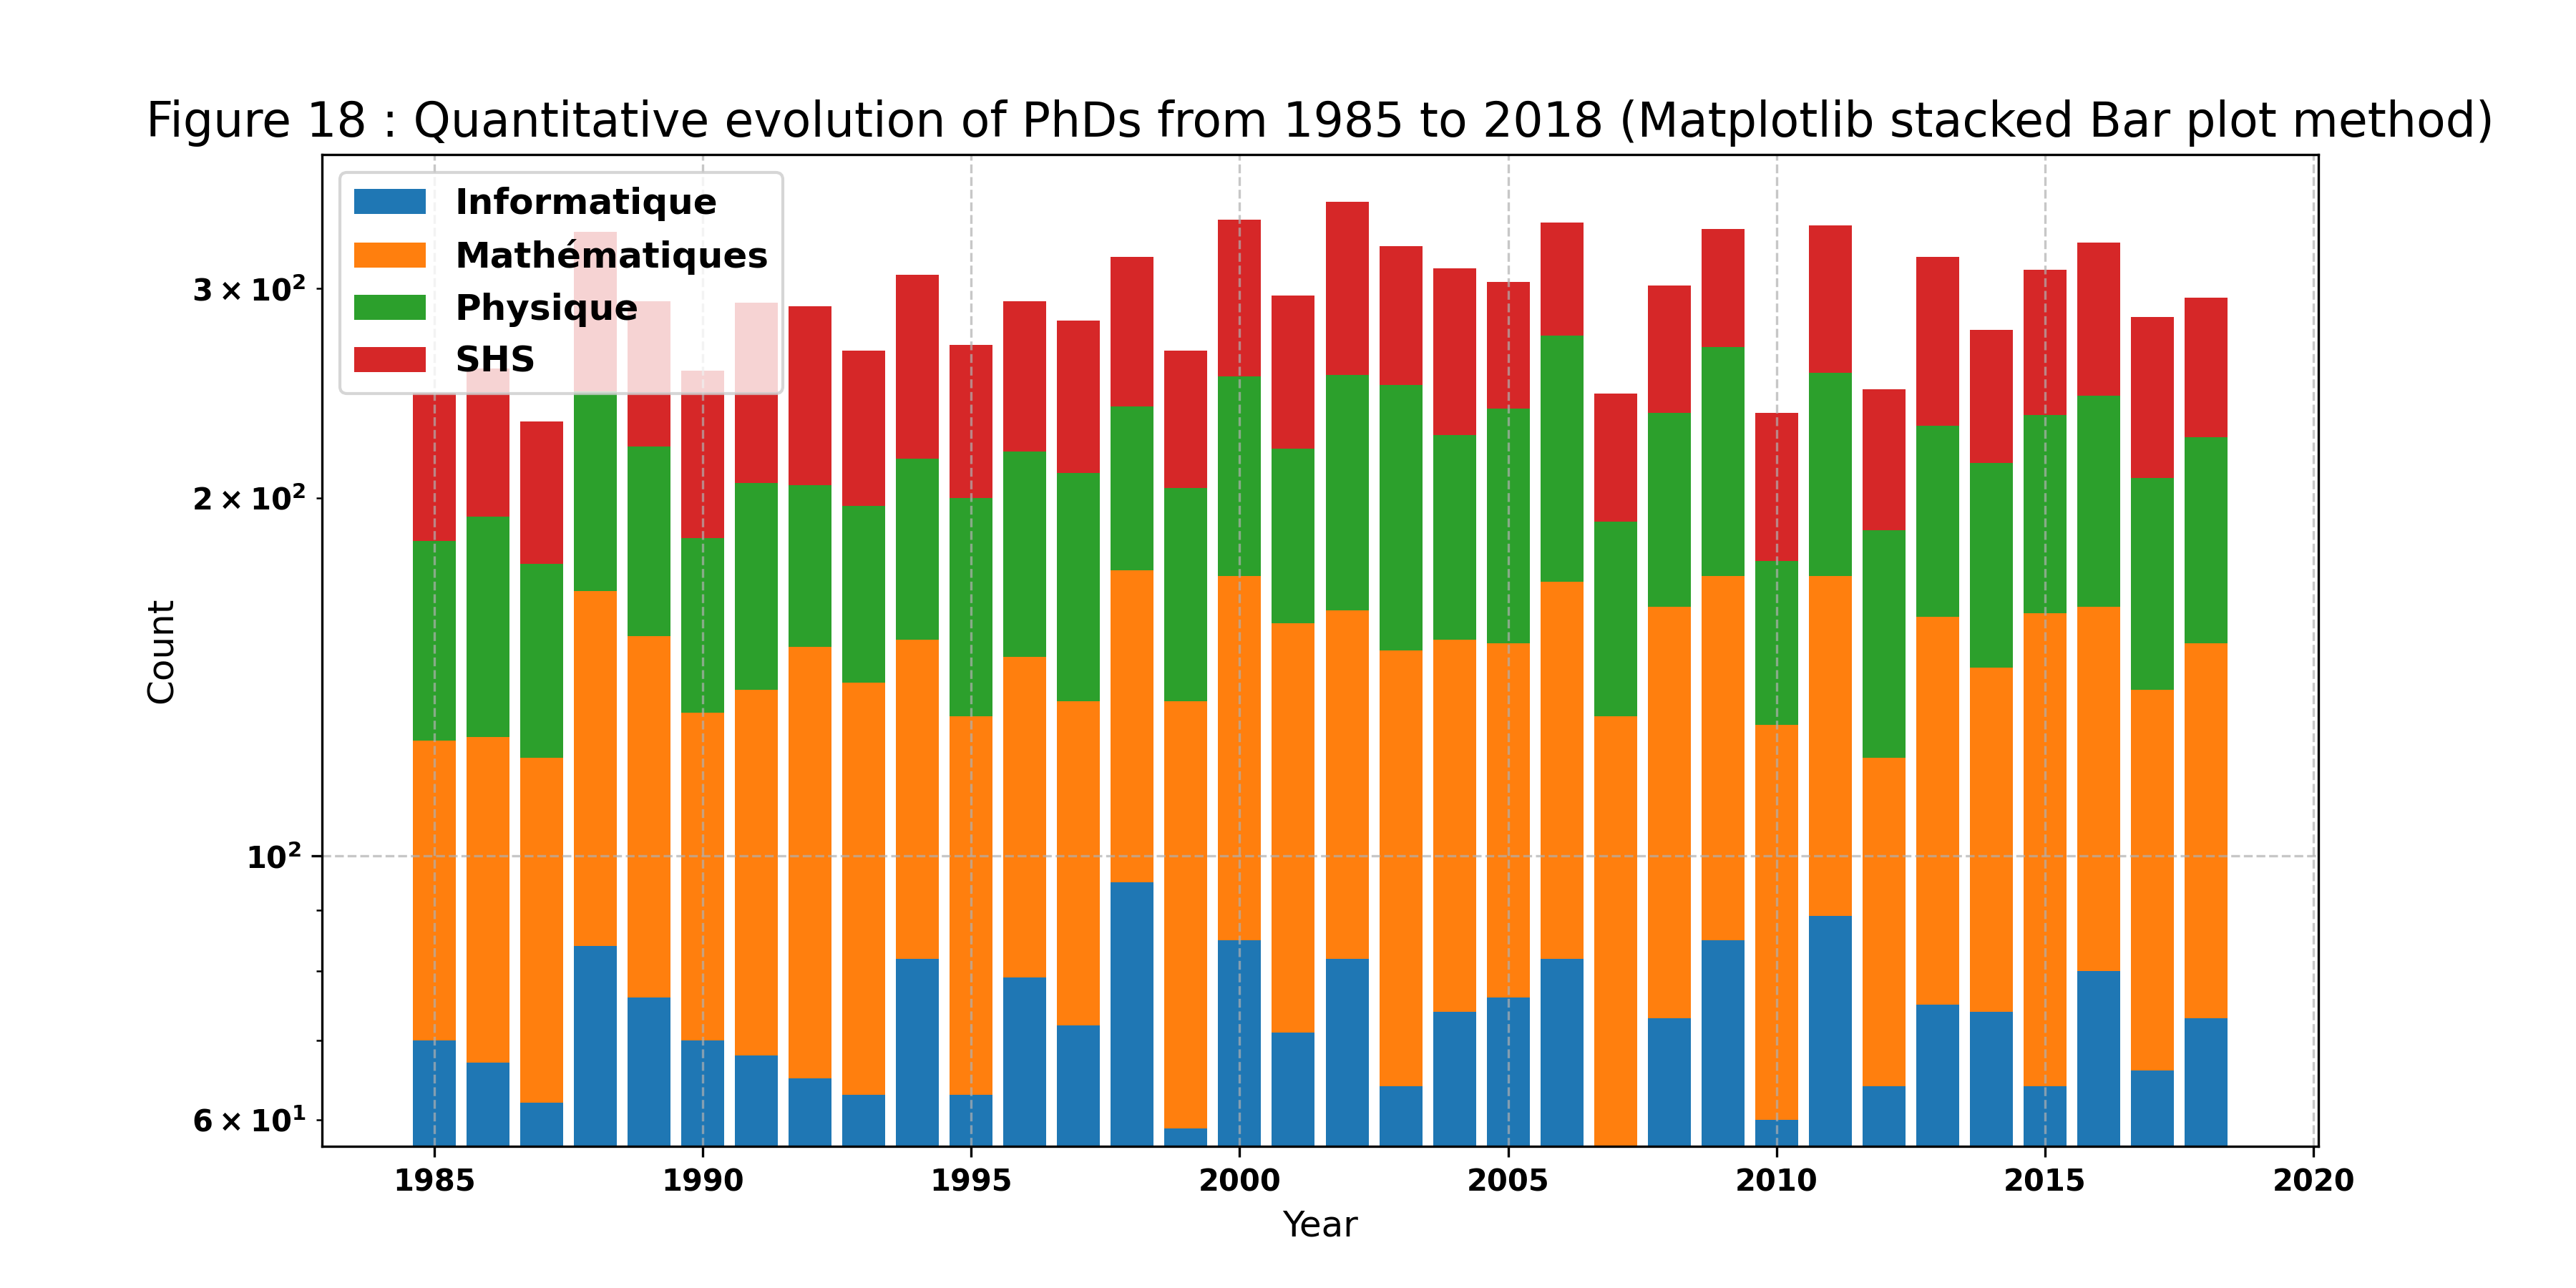 Figure 18 : Quantitative evolution of PhDs from 1985 to 2018 (Matplotlib stacked Bar plot method)
Informatique
Mathématiques
Physique
SHS
3 × 10²
2 × 10²
10²
6 × 10¹
Count
1985 1990 1995 2000 2005 2010 2015 2020
Year